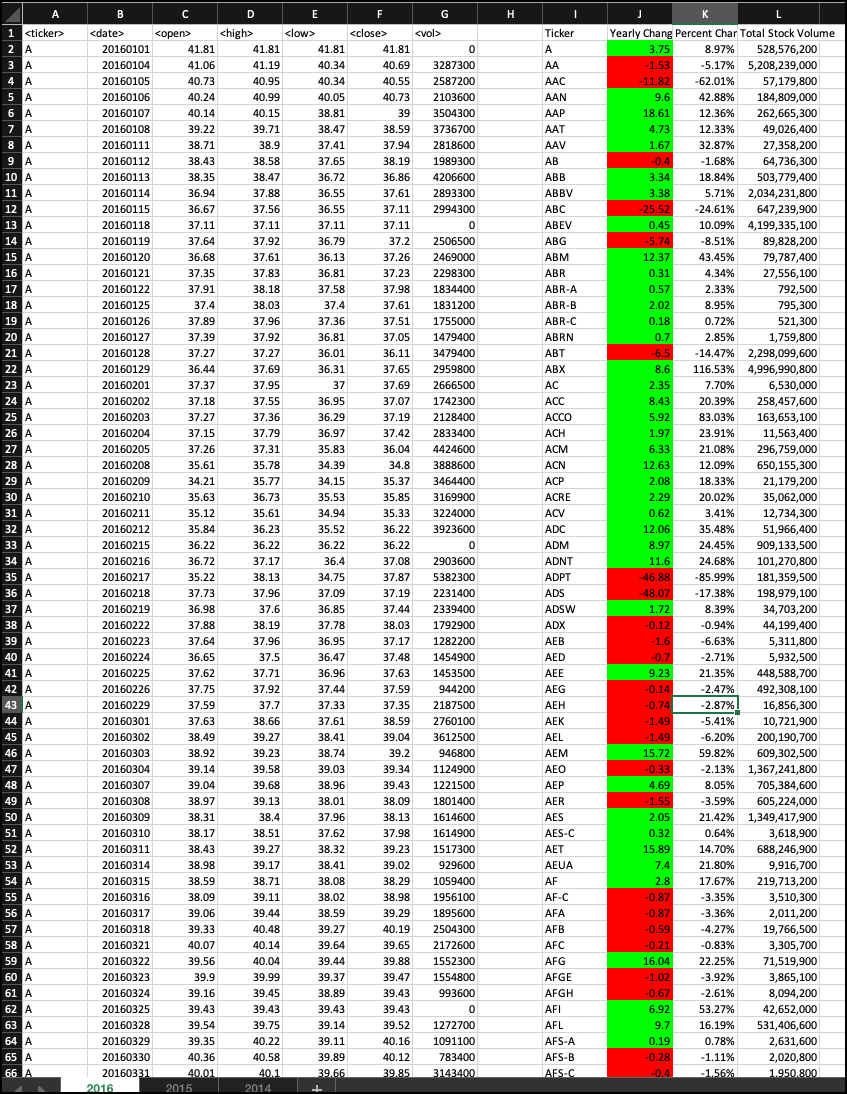 A B C D E F G H I J K L
1 <ticker> <date> <open> <high> <low> <close> <vol> Ticker Yearly Chang Percent Char Total Stock Volume
2 A 20160101 41.81 41.81 41.81 41.81 0 A 3.75 8.97% 528,576,200
3 A 20160104 41.06 41.19 40.34 40.69 3287300 AA -1.53 -5.17% 5,208,239,000
4 A 20160105 40.73 40.95 40.34 40.55 2587200 AAC -11.82 -62.01% 57,179,800
5 A 20160106 40.24 40.99 40.05 40.73 2103600 AAN 9.6 42.88% 184,809,000
6 A 20160107 40.14 40.15 38.81 39 3504300 AAP 18.61 12.36% 262,665,300
7 A 20160108 39.22 39.71 38.47 38.59 3736700 AAT 4.73 12.33% 49,026,400
8 A 20160111 38.71 38.9 37.41 37.94 2818600 AAV 1.67 32.87% 27,358,200
9 A 20160112 38.43 38.58 37.65 38.19 1989300 AB -0.4 -1.68% 64,736,300
10 A 20160113 38.35 38.47 36.72 36.86 4206600 ABB 3.34 18.84% 503,779,400
11 A 20160114 36.94 37.88 36.55 37.61 2893300 ABBV 3.38 5.71% 2,034,231,800
12 A 20160115 36.67 37.56 36.55 37.11 2994300 ABC -25.52 -24.61% 647,239,900
13 A 20160118 37.11 37.11 37.11 37.11 0 ABEV 0.45 10.09% 4,199,335,100
14 A 20160119 37.64 37.92 36.79 37.2 2506500 ABG -5.74 -8.51% 89,828,200
15 A 20160120 36.68 37.61 36.13 37.26 2469000 ABM 12.37 43.45% 79,787,400
16 A 20160121 37.35 37.83 36.81 37.23 2298300 ABR 0.31 4.34% 27,556,100
17 A 20160122 37.91 38.18 37.58 37.98 1834400 ABR-A 0.57 2.33% 792,500
18 A 20160125 37.4 38.03 37.4 37.61 1831200 ABR-B 2.02 8.95% 795,300
19 A 20160126 37.89 37.96 37.36 37.51 1755000 ABR-C 0.18 0.72% 521,300
20 A 20160127 37.39 37.92 36.81 37.05 1479400 ABRN 0.7 2.85% 1,759,800
21 A 20160128 37.27 37.27 36.01 36.11 3479400 ABT -6.5 -14.47% 2,298,099,600
22 A 20160129 36.44 37.69 36.31 37.65 2959800 ABX 8.6 116.53% 4,996,990,800
23 A 20160201 37.37 37.95 37 37.69 2666500 AC 2.35 7.70% 6,530,000
24 A 20160202 37.18 37.55 36.95 37.07 1742300 ACC 8.43 20.39% 258,457,600
25 A 20160203 37.27 37.36 36.29 37.19 2128400 ACCO 5.92 83.03% 163,653,100
26 A 20160204 37.15 37.79 36.97 37.42 2833400 ACH 1.97 23.91% 11,563,400
27 A 20160205 37.26 37.31 35.83 36.04 4424600 ACM 6.33 21.08% 296,759,000
28 A 20160208 35.61 35.78 34.39 34.8 3888600 ACN 12.63 12.09% 650,155,300
29 A 20160209 34.21 35.77 34.15 35.37 3464400 ACP 2.08 18.33% 21,179,200
30 A 20160210 35.63 36.73 35.53 35.85 3169900 ACRE 2.29 20.02% 35,062,000
31 A 20160211 35.12 35.61 34.94 35.33 3224000 ACV 0.62 3.41% 12,734,300
32 A 20160212 35.84 36.23 35.52 36.22 3923600 ADC 12.06 35.48% 51,966,400
33 A 20160215 36.22 36.22 36.22 36.22 0 ADM 8.97 24.45% 909,133,500
34 A 20160216 36.72 37.17 36.4 37.08 2903600 ADNT 11.6 24.68% 101,270,800
35 A 20160217 35.22 38.13 34.75 37.87 5382300 ADPT -46.88 -85.99% 181,359,500
36 A 20160218 37.73 37.96 37.09 37.19 2231400 ADS -48.07 -17.38% 198,979,100
37 A 20160219 36.98 37.6 36.85 37.44 2339400 ADSW 1.72 8.39% 34,703,200
38 A 20160222 37.88 38.19 37.78 38.03 1792900 ADX -0.12 -0.94% 44,199,400
39 A 20160223 37.64 37.96 36.95 37.17 1282200 AEB -1.6 -6.63% 5,311,800
40 A 20160224 36.65 37.5 36.47 37.48 1454900 AED -0.7 -2.71% 5,932,500
41 A 20160225 37.62 37.71 36.96 37.63 1453500 AEE 9.23 21.35% 448,588,700
42 A 20160226 37.75 37.92 37.44 37.59 944200 AEG -0.14 -2.47% 492,308,100
43 A 20160229 37.59 37.7 37.33 37.35 2187500 AEH -0.74 -2.87% 16,856,300
44 A 20160301 37.63 38.66 37.61 38.59 2760100 AEK -1.49 -5.41% 10,721,900
45 A 20160302 38.49 39.27 38.41 39.04 3612500 AEL -1.49 -6.20% 200,190,700
46 A 20160303 38.92 39.23 38.74 39.2 946800 AEM 15.72 59.82% 609,302,500
47 A 20160304 39.14 39.58 39.03 39.34 1124900 AEO -0.33 -2.13% 1,367,241,800
48 A 20160307 39.04 39.68 38.96 39.43 1221500 AEP 4.69 8.05% 705,384,600
49 A 20160308 38.97 39.13 38.01 38.09 1801400 AER -1.55 -3.59% 605,224,000
50 A 20160309 38.31 38.4 37.96 38.13 1614600 AES 2.05 21.42% 1,349,417,900
51 A 20160310 38.17 38.51 37.62 37.98 1614900 AES-C 0.32 0.64% 3,618,900
52 A 20160311 38.43 39.27 38.32 39.23 1517300 AET 15.89 14.70% 688,246,900
53 A 20160314 38.98 39.17 38.41 39.02 929600 AEUA 7.4 21.80% 9,916,700
54 A 20160315 38.59 38.71 38.08 38.29 1059400 AF 2.8 17.67% 219,713,200
55 A 20160316 38.09 39.11 38.02 38.98 1956100 AF-C -0.87 -3.35% 3,510,300
56 A 20160317 39.06 39.44 38.59 39.29 1895600 AFA -0.87 -3.36% 2,011,200
57 A 20160318 39.33 40.48 39.27 40.19 2504300 AFB -0.59 -4.27% 19,766,500
58 A 20160321 40.07 40.14 39.64 39.65 2172600 AFC -0.21 -0.83% 3,305,700
59 A 20160322 39.56 40.04 39.44 39.88 1552300 AFG 16.04 22.25% 71,519,900
60 A 20160323 39.9 39.99 39.37 39.47 1554800 AFGE -1.02 -3.92% 3,865,100
61 A 20160324 39.16 39.45 38.89 39.43 993600 AFGH -0.67 -2.61% 8,094,200
62 A 20160325 39.43 39.43 39.43 39.43 0 AFI 6.92 53.27% 42,652,000
63 A 20160328 39.54 39.75 39.14 39.52 1272700 AFL 9.7 16.19% 531,406,600
64 A 20160329 39.35 40.22 39.11 40.16 1091100 AFS-A 0.19 0.78% 2,631,600
65 A 20160330 40.36 40.58 39.89 40.12 783400 AFS-B -0.28 -1.11% 2,020,800
66 A 20160331 40.01 40.1 39.66 39.85 3143400 AFS-C -0.4 -1.56% 1,950,800
2016 2015 2014 +